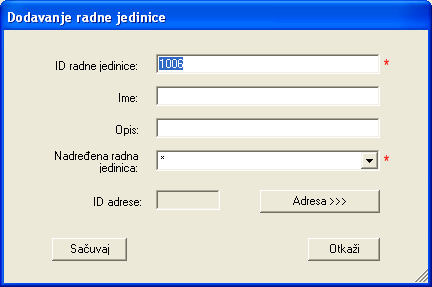 Dodavanje radne jedinice
ID radne jedinice: 1006 *
Ime:
Opis:
Nadređena radna
jedinica: * *
ID adrese: Adresa >>>
Sačuvaj Otkaži